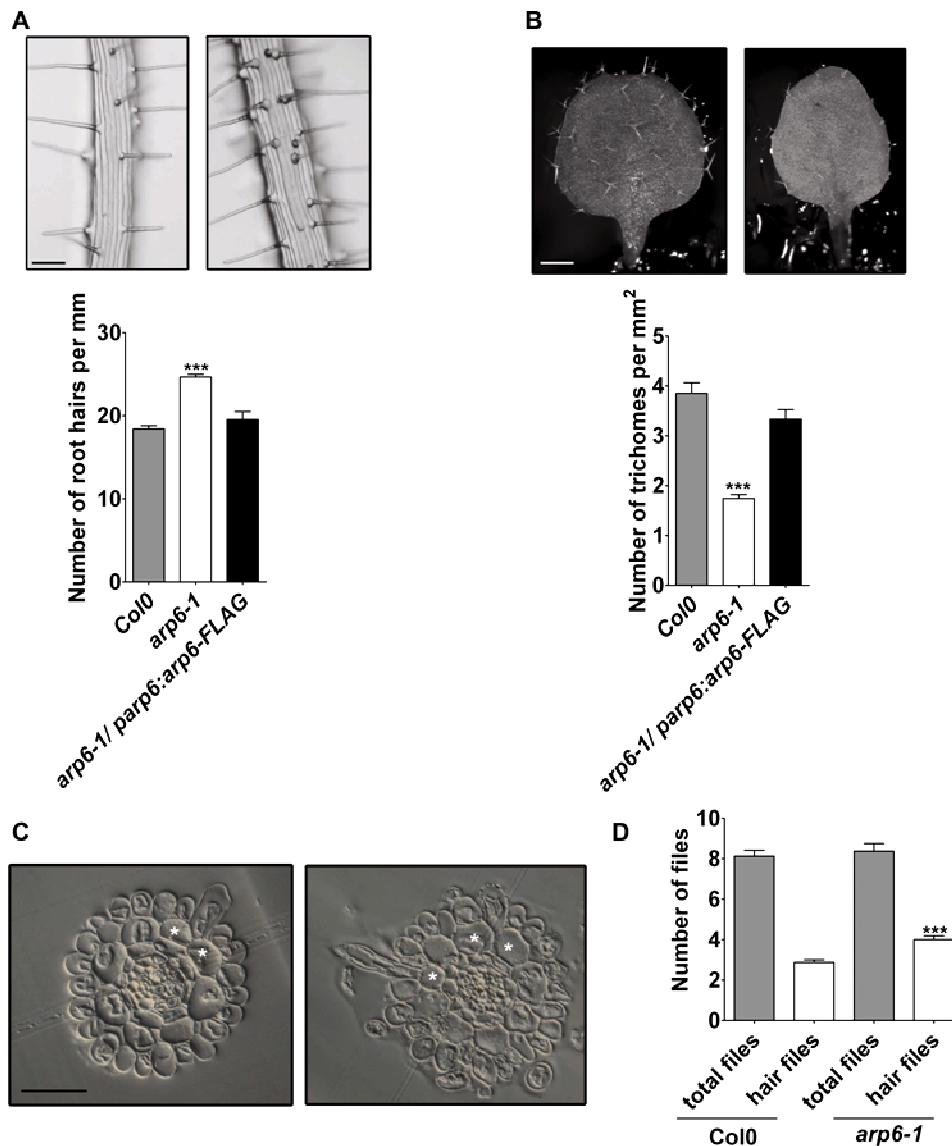 A
B
Number of root hairs per mm
30
20
10
0
***
Col0
arp6-1
arp6-1/ parp6:arp6-FLAG
Number of trichomes per mm²
5
4
3
2
1
0
***
Col0
arp6-1
arp6-1/ parp6:arp6-FLAG
C
*
*
*
*
*
D
Number of files
10
8
6
4
2
0
***
total files
hair files
total files
hair files
Col0
arp6-1